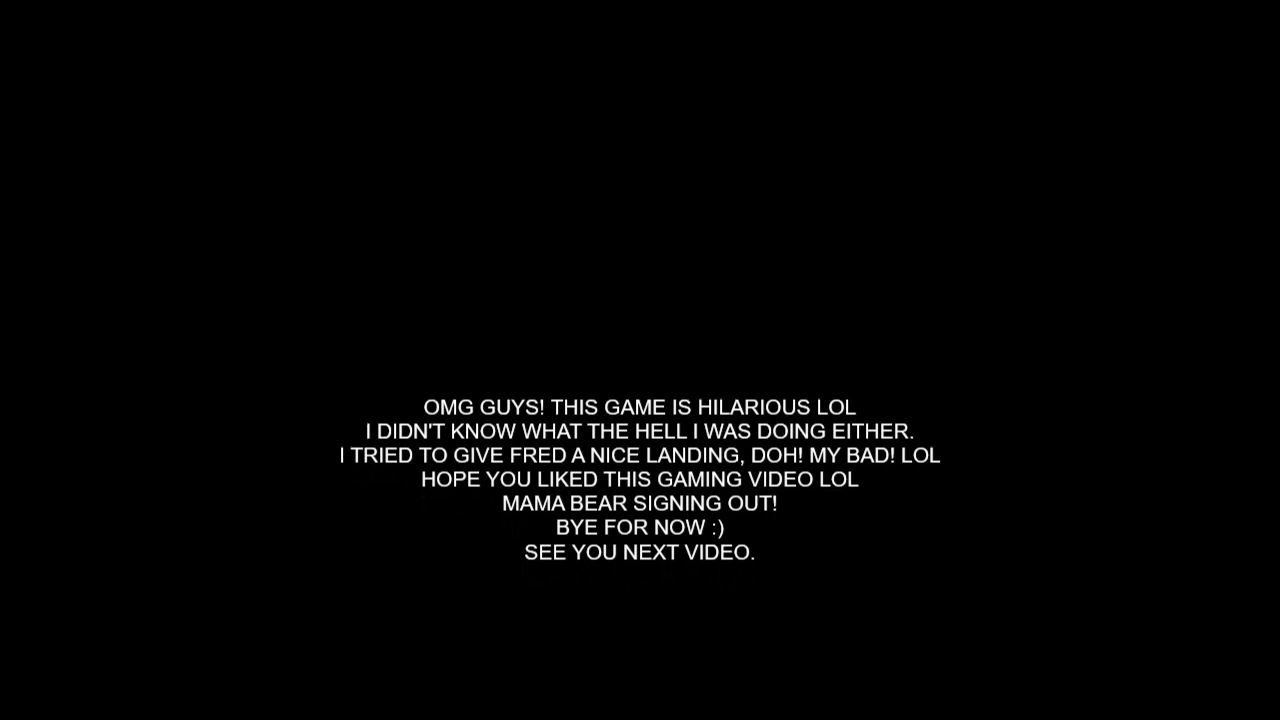 OMG GUYS! THIS GAME IS HILARIOUS LOL
I DIDN'T KNOW WHAT THE HELL I WAS DOING EITHER.
I TRIED TO GIVE FRED A NICE LANDING, DOH! MY BAD! LOL
HOPE YOU LIKED THIS GAMING VIDEO LOL
MAMA BEAR SIGNING OUT!
BYE FOR NOW :)
SEE YOU NEXT VIDEO.